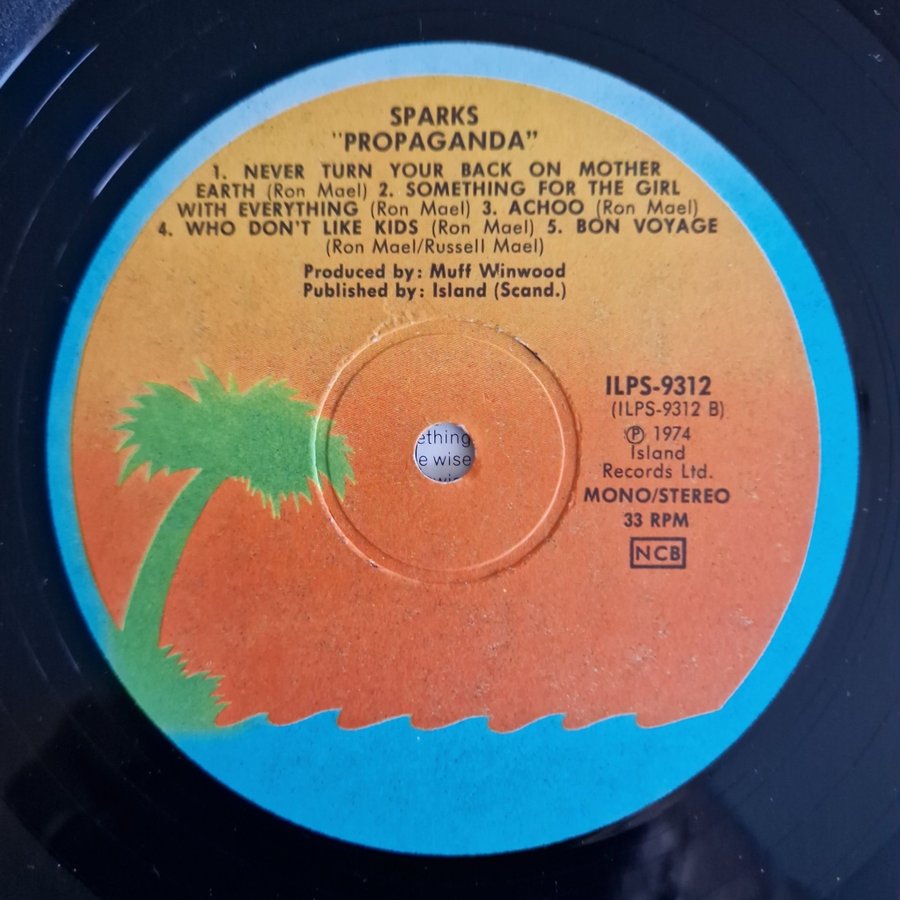 SPARKS
"PROPAGANDA"
1. NEVER TURN YOUR BACK ON MOTHER
EARTH (Ron Mael) 2. SOMETHING FOR THE GIRL
WITH EVERYTHING (Ron Mael) 3. ACHOO (Ron Mael)
4. WHO DON'T LIKE KIDS (Ron Mael) 5. BON VOYAGE
(Ron Mael/Russell Mael)
Produced by: Muff Winwood
Published by: Island (Scand.)
ILPS-9312
(ILPS-9312 B)
Ⓟ 1974
Island
Records Ltd.
MONO/STEREO
33 RPM
NCB
ething
e wise